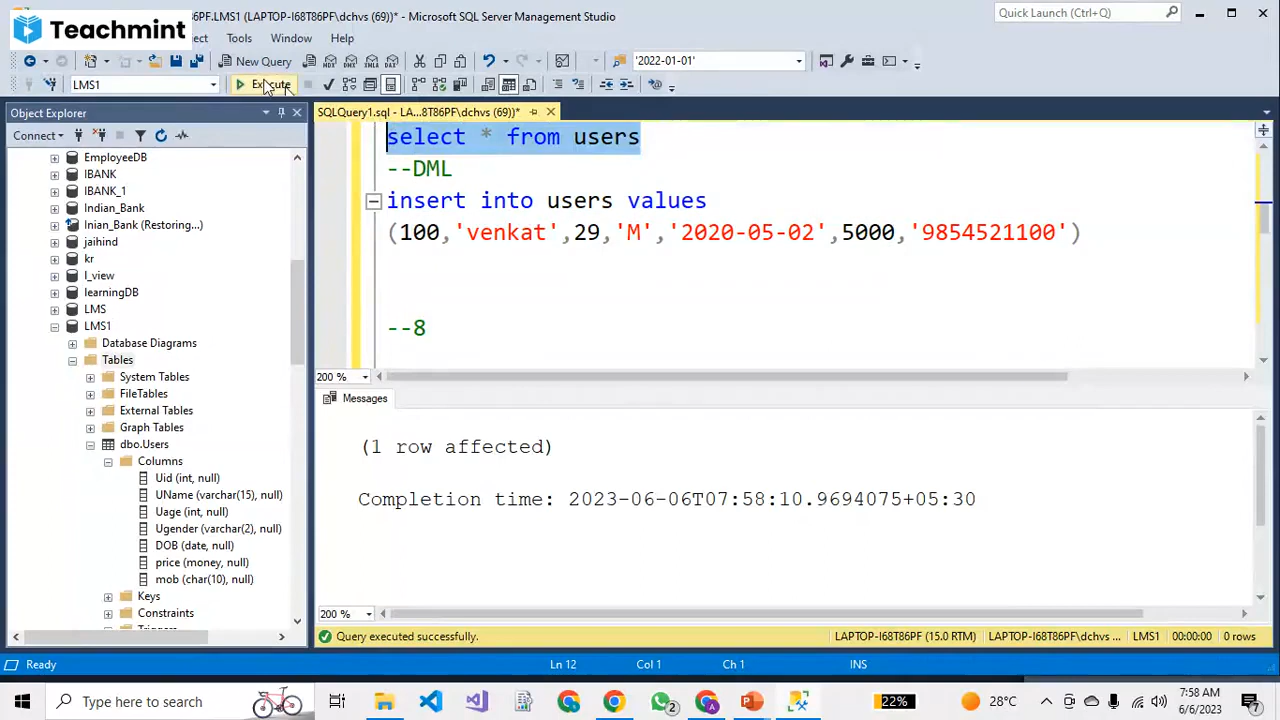 PF.LMS1 (LAPTOP-I68T86PF\dchvs (69))* - Microsoft SQL Server Management Studio
Quick Launch (Ctrl+Q)
Teachmint
Tools Window Help
New Query
'2022-01-01'
LMS1
Execute
Object Explorer
SQLQuery1.sql - LA...8T86PF\dchvs (69))*
Connect
EmployeeDB
IBANK
IBANK_1
Indian_Bank
Inian_Bank (Restoring...)
jaihind
kr
l_view
learningDB
LMS
LMS1
Database Diagrams
Tables
System Tables
FileTables
External Tables
Graph Tables
dbo.Users
Columns
Uid (int, null)
UName (varchar(15), null)
Uage (int, null)
Ugender (varchar(2), null)
DOB (date, null)
price (money, null)
mob (char(10), null)
Keys
Constraints
select * from users
--DML
insert into users values
(100,'venkat',29,'M','2020-05-02',5000,'9854521100')
--8
200 %
Messages
(1 row affected)
Completion time: 2023-06-06T07:58:10.9694075+05:30
200 %
Query executed successfully.
LAPTOP-I68T86PF (15.0 RTM) LAPTOP-I68T86PF\dchvs ... LMS1 00:00:00 0 rows
Ready
Ln 12 Col 1 Ch 1 INS
Type here to search
2
22%
28°C
7:58 AM
6/6/2023
7